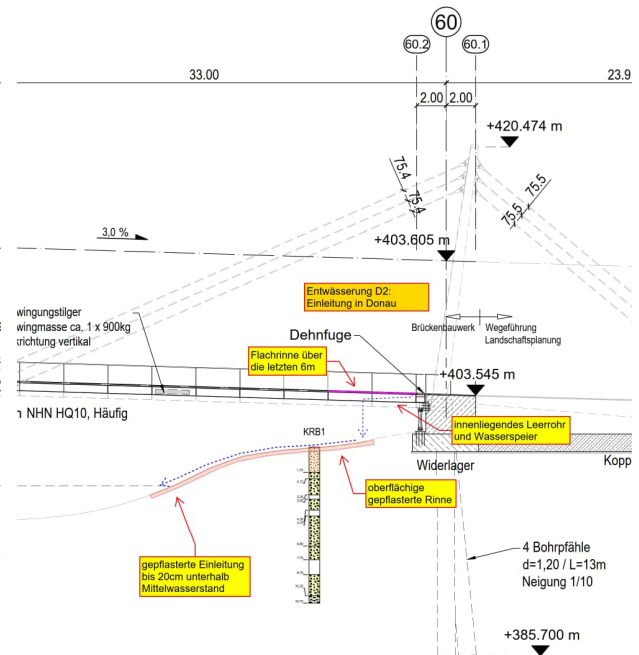 60
60.2
60.1
33.00
23.9
2.00
2.00
+420.474 m
75.4
75.4
75.5
75.5
3,0 %
+403.605 m
Entwässerung D2:
Einleitung in Donau
Brückenbauwerk
Wegeführung
Landschaftsplanung
wingungstilger
wingmasse ca. 1 x 900kg
krichtung vertikal
Dehnfuge
Flachrinne über
die letzten 6m
+403.545 m
NHN HQ10, Häufig
innenliegendes Leerrohr
und Wasserspeier
KRB1
Widerlager
Kopp
oberflächige
gepflasterte Rinne
gepflasterte Einleitung
bis 20cm unterhalb
Mittelwasserstand
4 Bohrpfähle
d=1,20 / L=13m
Neigung 1/10
+385.700 m